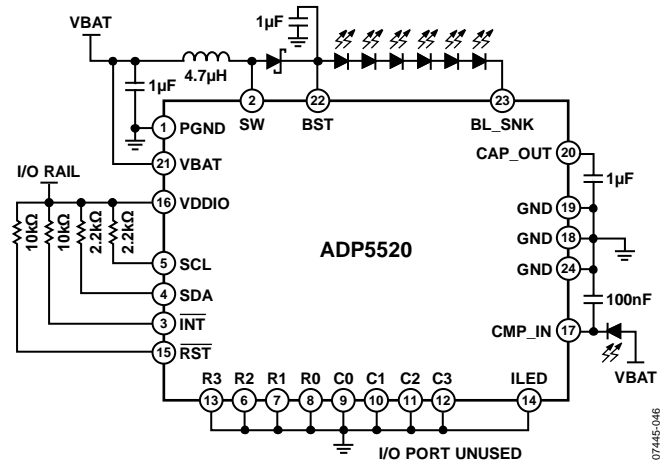 VBAT
1µF
1µF
4.7µH
2
SW
22
BST
23
BL_SNK
1
PGND
21
VBAT
I/O RAIL
16
VDDIO
10kΩ
10kΩ
2.2kΩ
2.2kΩ
5
SCL
4
SDA
3
INT
15
RST
ADP5520
CAP_OUT
20
1µF
GND
19
GND
18
GND
24
100nF
CMP_IN
17
VBAT
R3
R2
R1
R0
C0
C1
C2
C3
ILED
13
6
7
8
9
10
11
12
14
I/O PORT UNUSED
07445-046